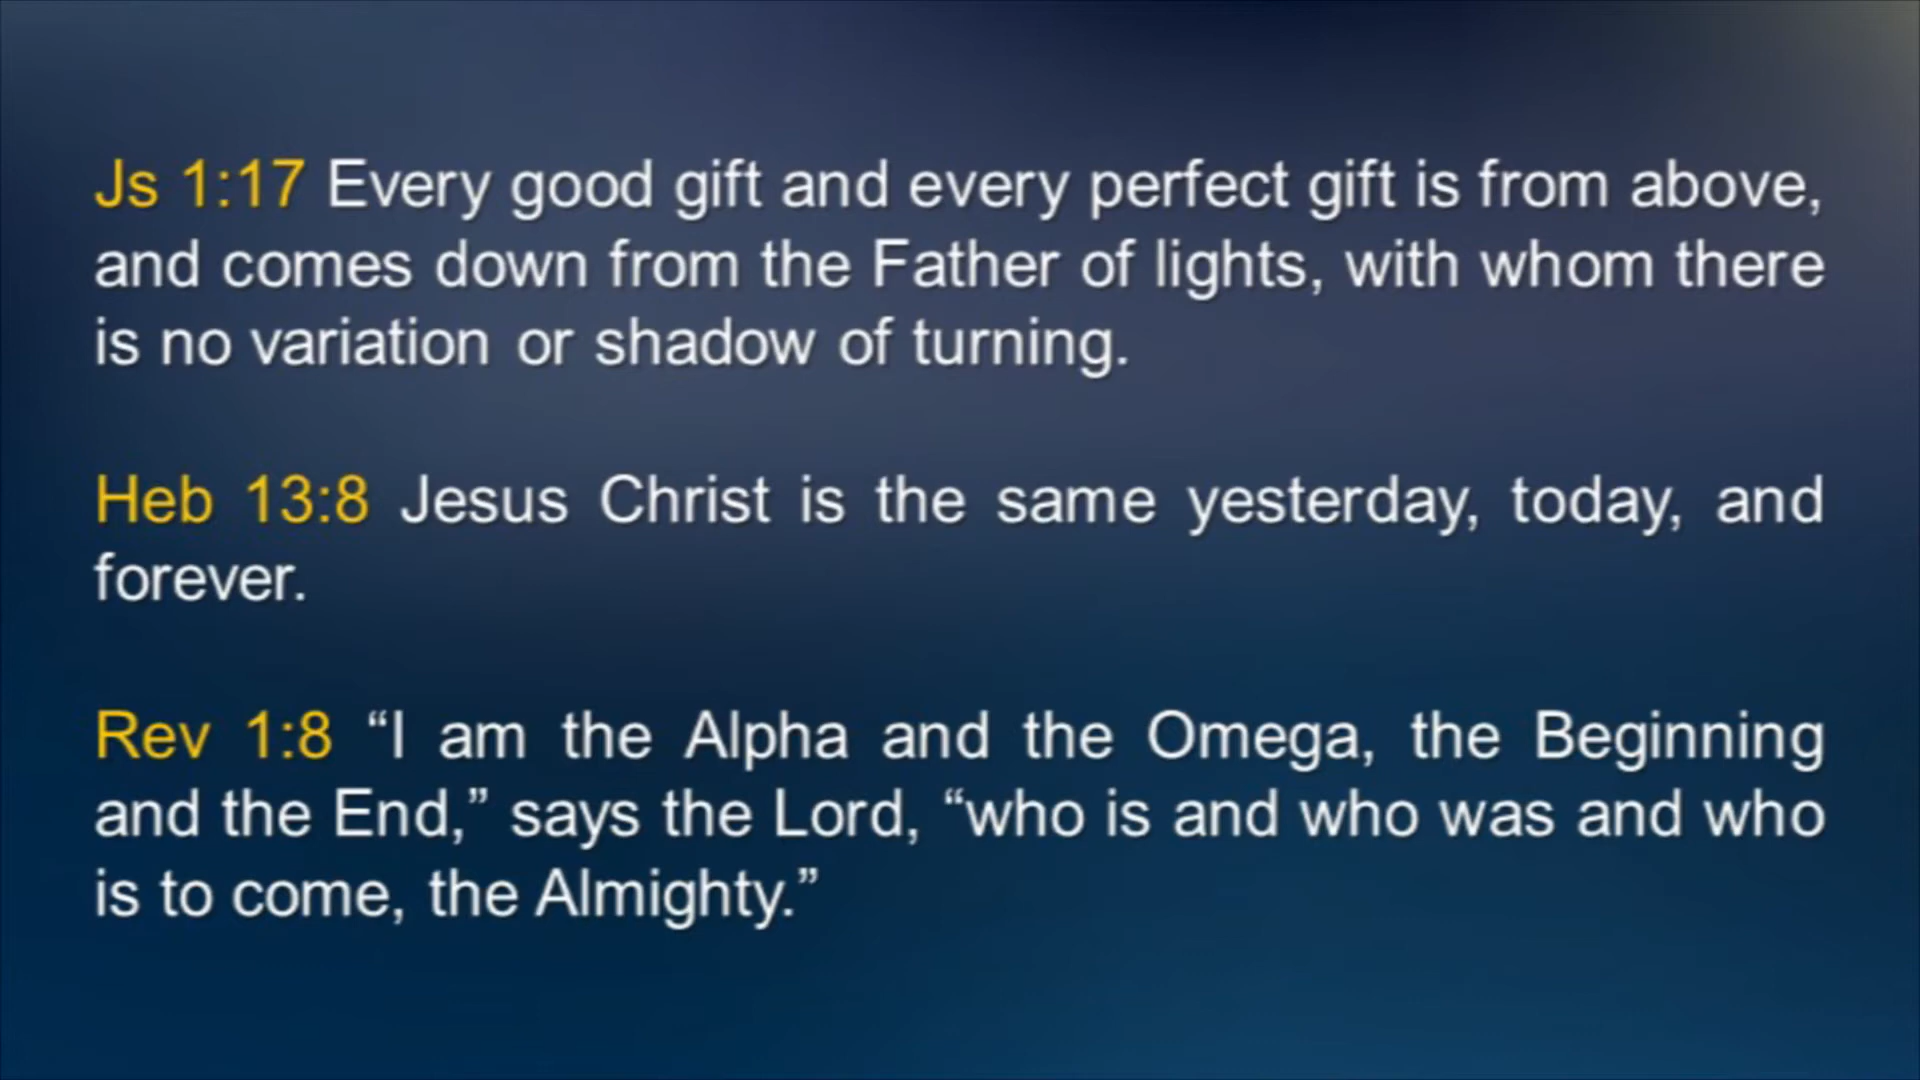 Js 1:17 Every good gift and every perfect gift is from above,
and comes down from the Father of lights, with whom there
is no variation or shadow of turning.
Heb 13:8 Jesus Christ is the same yesterday, today, and
forever.
Rev 1:8 “I am the Alpha and the Omega, the Beginning
and the End,” says the Lord, “who is and who was and who
is to come, the Almighty.”